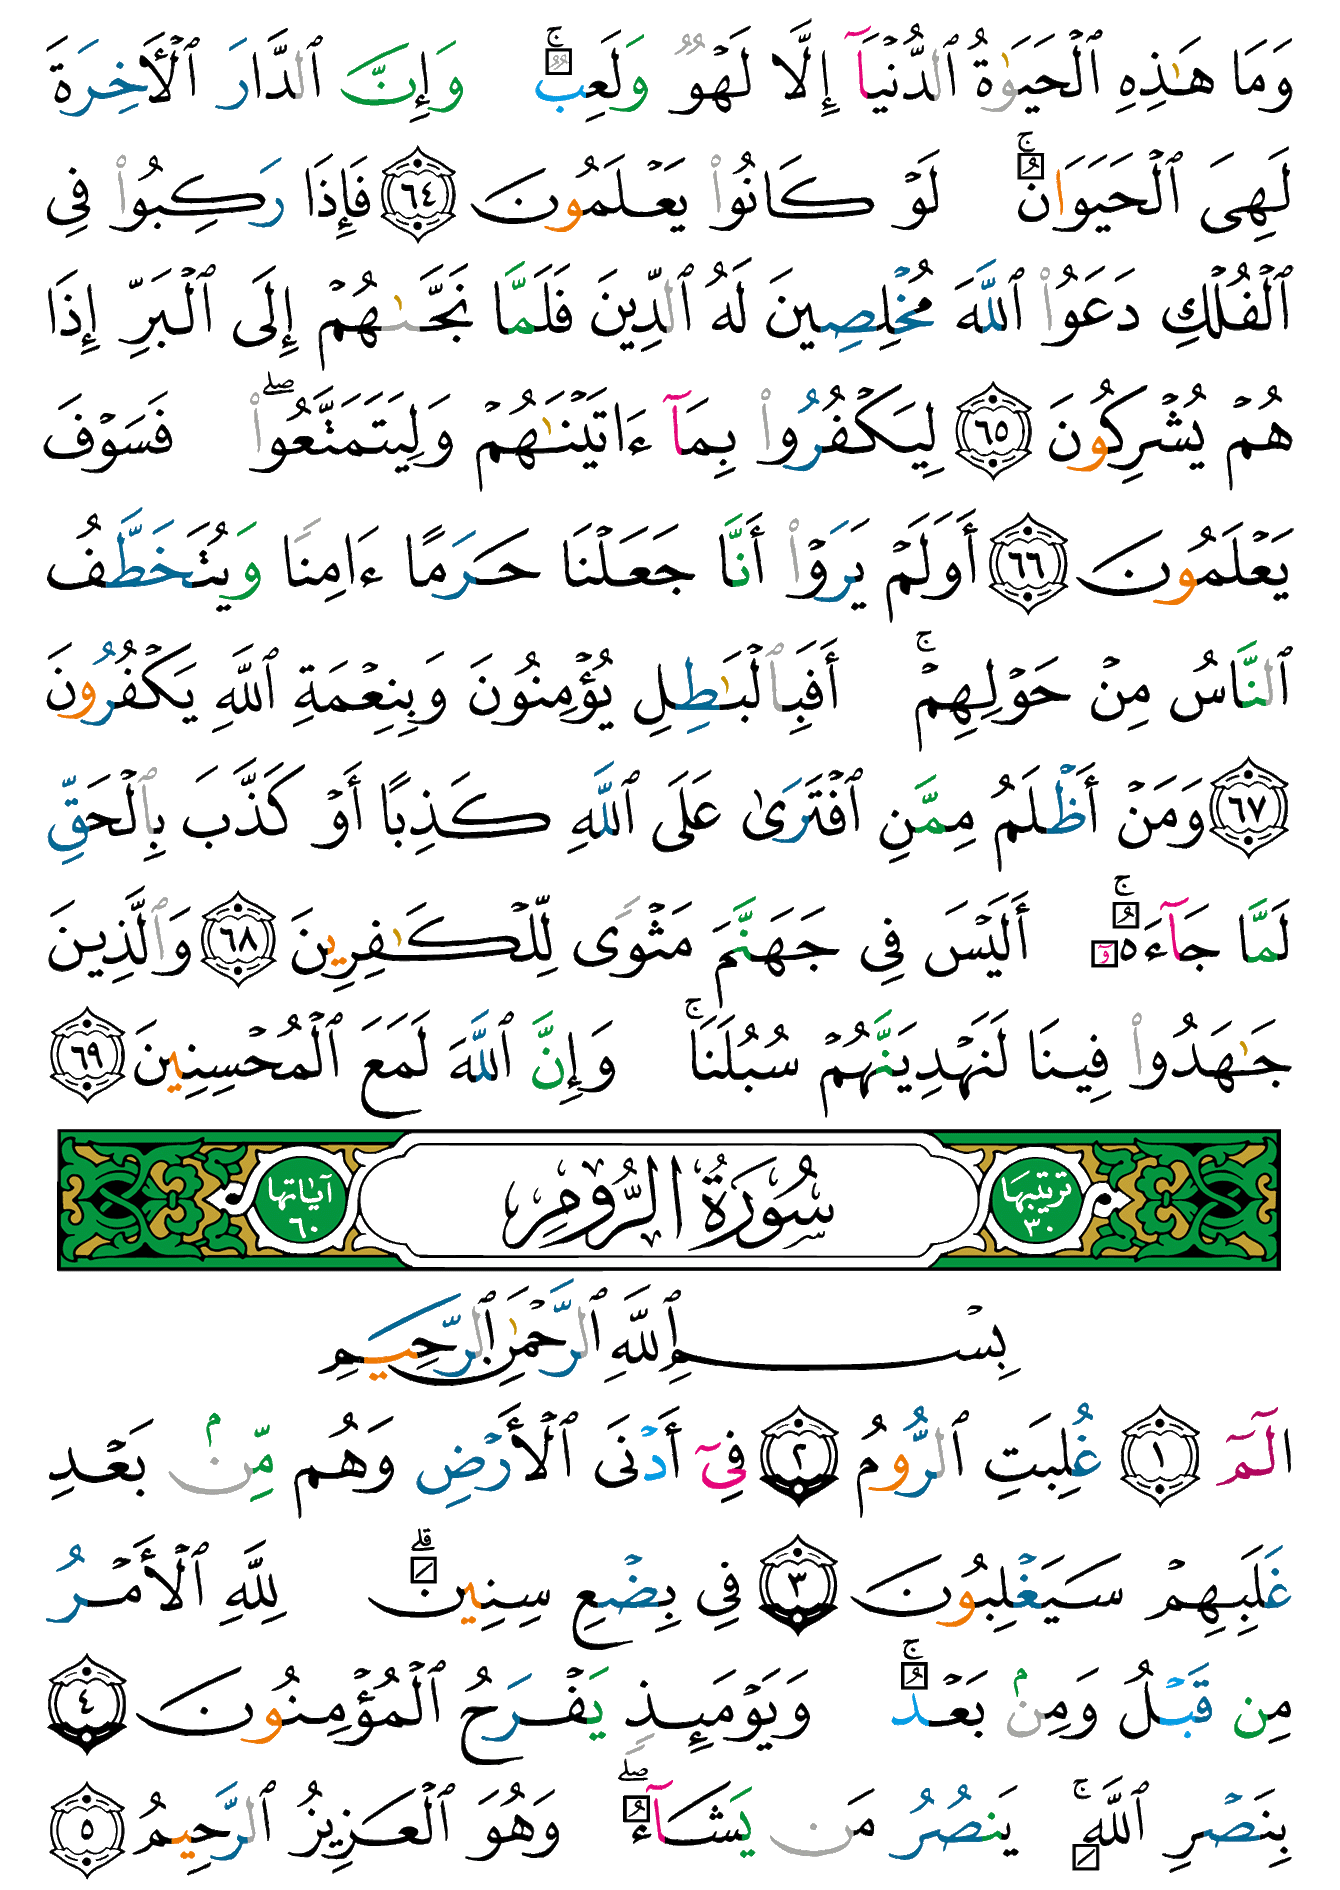 وَمَا هَٰذِهِ ٱلْحَيَوٰةُ ٱلدُّنْيَآ إِلَّا لَهْوٌ وَلَعِبٌ ۚ وَإِنَّ ٱلدَّارَ ٱلْأَخِرَةَ
لَهِىَ ٱلْحَيَوَانُ ۚ لَوْ كَانُوا۟ يَعْلَمُونَ ٦٤ فَإِذَا رَكِبُوا۟ فِى
ٱلْفُلْكِ دَعَوُا۟ ٱللَّهَ مُخْلِصِينَ لَهُ ٱلدِّينَ فَلَمَّا نَجَّىٰهُمْ إِلَى ٱلْبَرِّ إِذَا
هُمْ يُشْرِكُونَ ٦٥ لِيَكْفُرُوا۟ بِمَآ ءَاتَيْنَٰهُمْ وَلِيَتَمَتَّعُوا۟ ۖ فَسَوْفَ
يَعْلَمُونَ ٦٦ أَوَلَمْ يَرَوْا۟ أَنَّا جَعَلْنَا حَرَمًا ءَامِنًا وَيُتَخَطَّفُ
ٱلنَّاسُ مِنْ حَوْلِهِمْ ۚ أَفَبِٱلْبَٰطِلِ يُؤْمِنُونَ وَبِنِعْمَةِ ٱللَّهِ يَكْفُرُونَ
٦٧ وَمَنْ أَظْلَمُ مِمَّنِ ٱفْتَرَىٰ عَلَى ٱللَّهِ كَذِبًا أَوْ كَذَّبَ بِٱلْحَقِّ
لَمَّا جَآءَهُۥٓ ۚ أَلَيْسَ فِى جَهَنَّمَ مَثْوًى لِّلْكَٰفِرِينَ ٦٨ وَٱلَّذِينَ
جَٰهَدُوا۟ فِينَا لَنَهْدِيَنَّهُمْ سُبُلَنَا ۚ وَإِنَّ ٱللَّهَ لَمَعَ ٱلْمُحْسِنِينَ ٦٩
ترتيبها ٣٠ سُورَةُ الرُّومِ آياتها ٦٠
بِسْمِ ٱللَّهِ ٱلرَّحْمَٰنِ ٱلرَّحِيمِ
الٓمٓ ١ غُلِبَتِ ٱلرُّومُ ٢ فِىٓ أَدْنَى ٱلْأَرْضِ وَهُم مِّنۢ بَعْدِ
غَلَبِهِمْ سَيَغْلِبُونَ ٣ فِى بِضْعِ سِنِينَ ۗ لِلَّهِ ٱلْأَمْرُ
مِن قَبْلُ وَمِنۢ بَعْدُ ۚ وَيَوْمَئِذٍ يَفْرَحُ ٱلْمُؤْمِنُونَ ٤
بِنَصْرِ ٱللَّهِ ۚ يَنصُرُ مَن يَشَآءُ ۖ وَهُوَ ٱلْعَزِيزُ ٱلرَّحِيمُ ٥